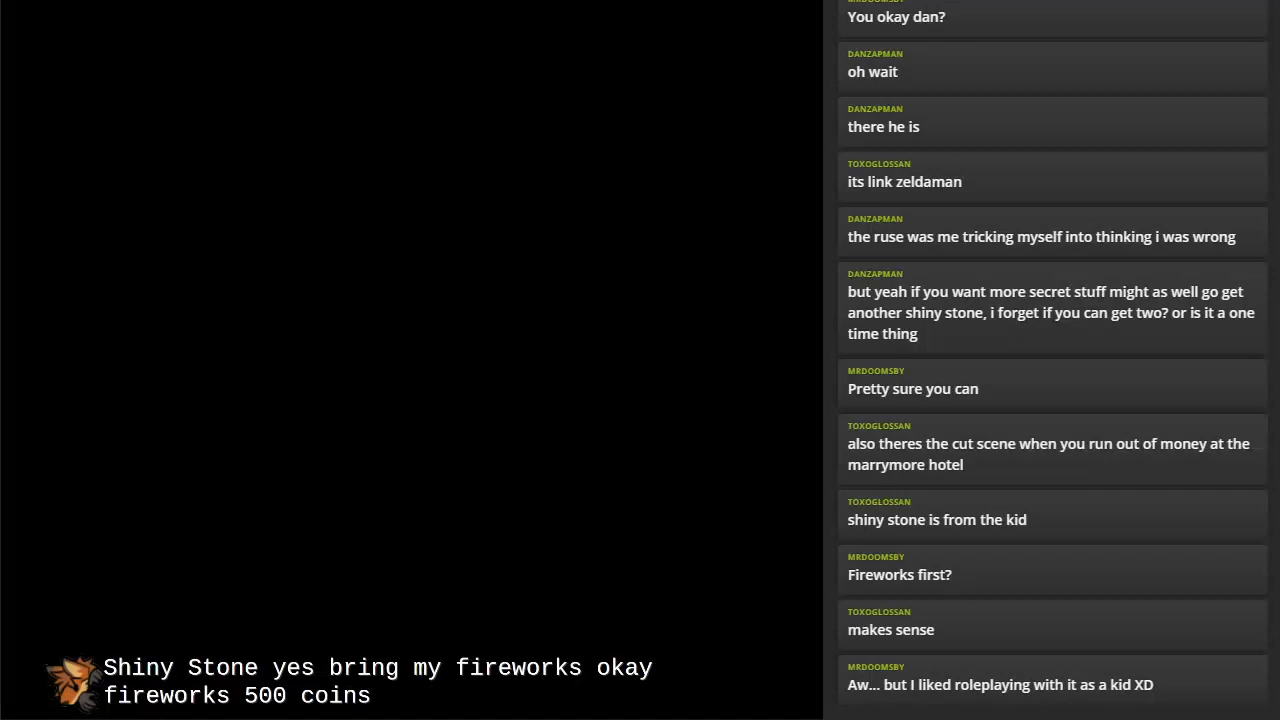 You okay dan?
DANZAPMAN
oh wait
DANZAPMAN
there he is
TOXOGLOSSAN
its link zeldaman
DANZAPMAN
the ruse was me tricking myself into thinking i was wrong
DANZAPMAN
but yeah if you want more secret stuff might as well go get
another shiny stone, i forget if you can get two? or is it a one
time thing
MRDOOMSBY
Pretty sure you can
TOXOGLOSSAN
also theres the cut scene when you run out of money at the
marrymore hotel
TOXOGLOSSAN
shiny stone is from the kid
MRDOOMSBY
Fireworks first?
TOXOGLOSSAN
makes sense
MRDOOMSBY
Aw... but I liked roleplaying with it as a kid XD
Shiny Stone yes bring my fireworks okay
fireworks 500 coins